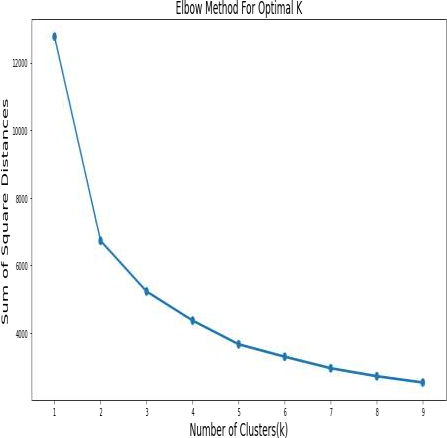 Elbow Method For Optimal K
Sum of Square Distances
12000
10000
8000
6000
4000
1 2 3 4 5 6 7 8 9
Number of Clusters(k)